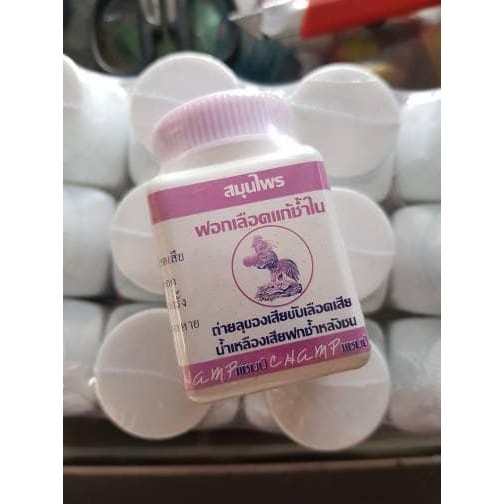 สมุนไพร
ฟอกเลือดแก้ช้ำใน
ถ่ายลุของเสียขับเลือดเสีย
น้ำเหลืองเสียฟกช้ำหลังชน
AMP แชมป์ CHAMP แชมป์